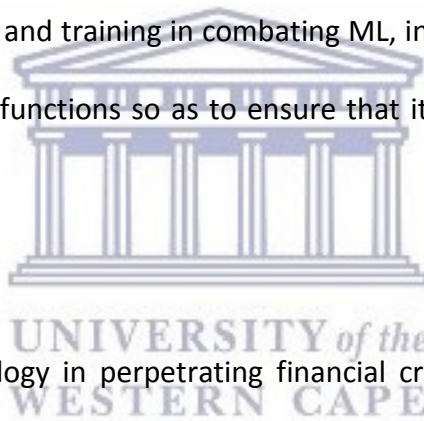 and training in combating ML, in
functions so as to ensure that it
UNIVERSITY of the
logy in perpetrating financial cr
WESTERN CAPE